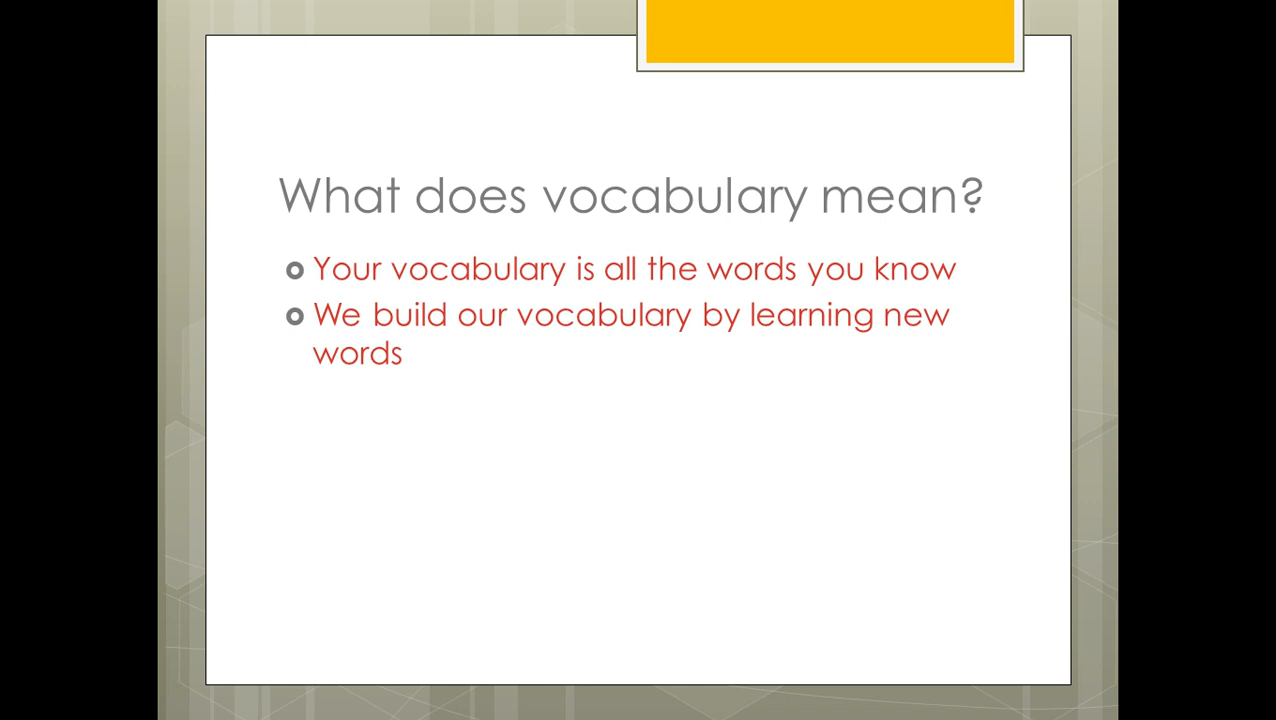 What does vocabulary mean?
Your vocabulary is all the words you know
We build our vocabulary by learning new
words